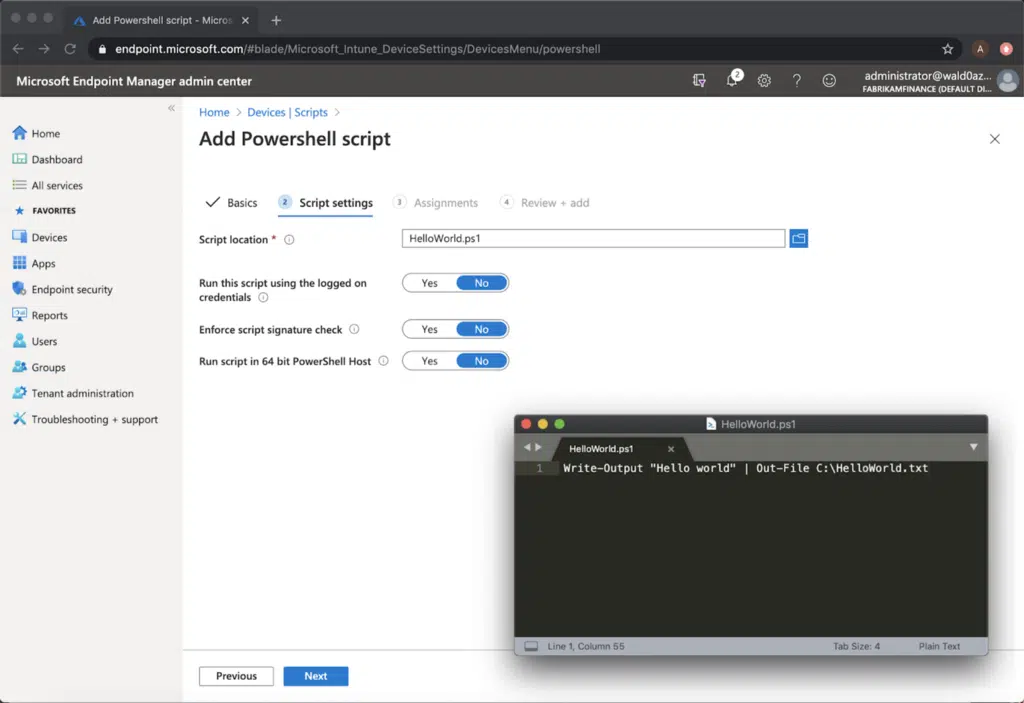 Add Powershell script - Micros
endpoint.microsoft.com/#blade/Microsoft_Intune_DeviceSettings/DevicesMenu/powershell
A
Microsoft Endpoint Manager admin center
2
administrator@wald0az...
FABRIKAMFINANCE (DEFAULT DI...
Home
Dashboard
All services
FAVORITES
Devices
Apps
Endpoint security
Reports
Users
Groups
Tenant administration
Troubleshooting + support
Home > Devices | Scripts >
Add Powershell script
Basics
2 Script settings
3 Assignments
4 Review + add
Script location *
HelloWorld.ps1
Run this script using the logged on
credentials
Yes No
Enforce script signature check
Yes No
Run script in 64 bit PowerShell Host
Yes No
HelloWorld.ps1
HelloWorld.ps1
1 Write-Output "Hello world" | Out-File C:\HelloWorld.txt
Line 1, Column 55
Tab Size: 4
Plain Text
Previous
Next